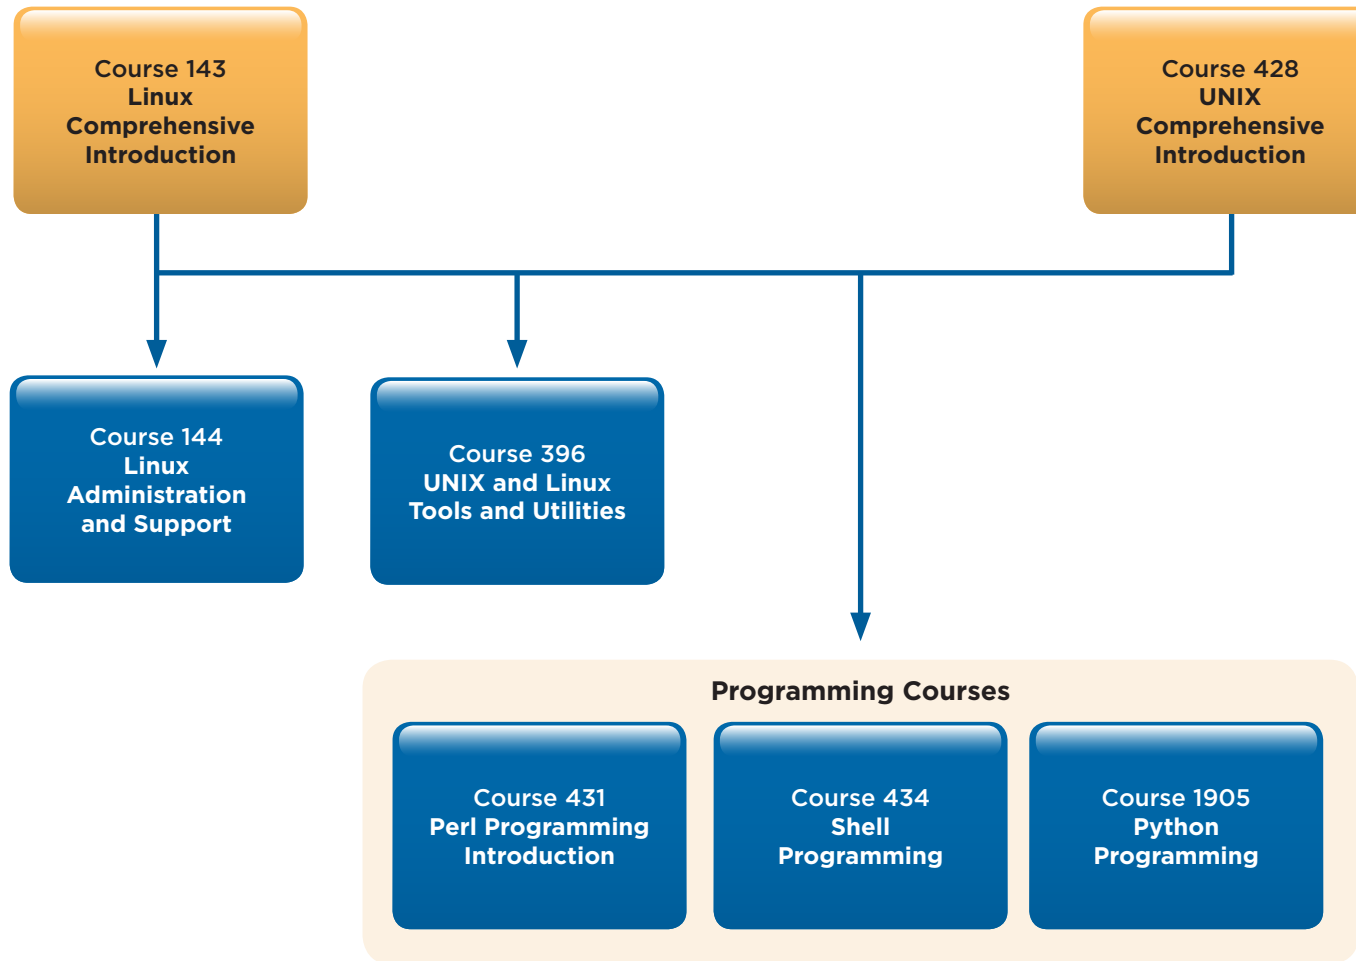 Course 143
Linux
Comprehensive
Introduction
Course 428
UNIX
Comprehensive
Introduction
Course 144
Linux
Administration
and Support
Course 396
UNIX and Linux
Tools and Utilities
Programming Courses
Course 431
Perl Programming
Introduction
Course 434
Shell
Programming
Course 1905
Python
Programming